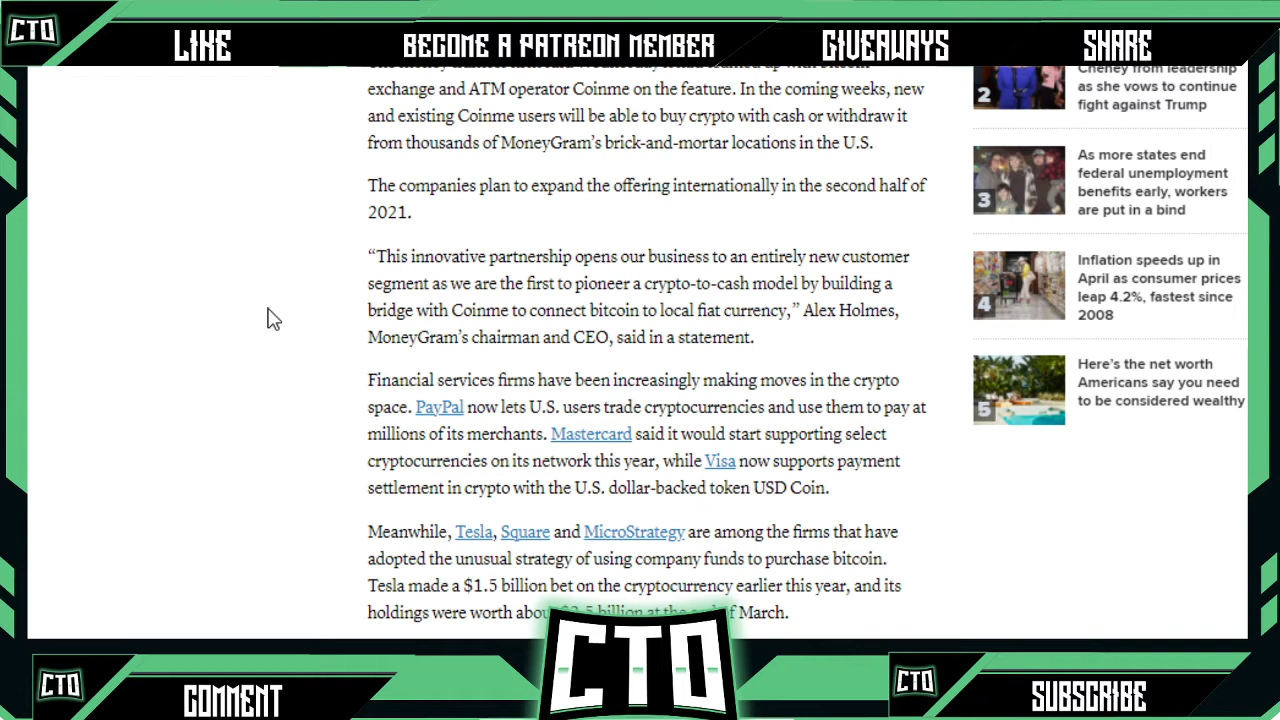 CTO
LIKE
BECOME A PATREON MEMBER
GIVEAWAYS
SHARE
exchange and ATM operator Coinme on the feature. In the coming weeks, new
and existing Coinme users will be able to buy crypto with cash or withdraw it
from thousands of MoneyGram's brick-and-mortar locations in the U.S.
The companies plan to expand the offering internationally in the second half of
2021.
“This innovative partnership opens our business to an entirely new customer
segment as we are the first to pioneer a crypto-to-cash model by building a
bridge with Coinme to connect bitcoin to local fiat currency,” Alex Holmes,
MoneyGram's chairman and CEO, said in a statement.
Financial services firms have been increasingly making moves in the crypto
space. PayPal now lets U.S. users trade cryptocurrencies and use them to pay at
millions of its merchants. Mastercard said it would start supporting select
cryptocurrencies on its network this year, while Visa now supports payment
settlement in crypto with the U.S. dollar-backed token USD Coin.
Meanwhile, Tesla, Square and MicroStrategy are among the firms that have
adopted the unusual strategy of using company funds to purchase bitcoin.
Tesla made a $1.5 billion bet on the cryptocurrency earlier this year, and its
holdings were worth about billion at the end of March.
2
Cheney from leadership
as she vows to continue
fight against Trump
3
As more states end
federal unemployment
benefits early, workers
are put in a bind
4
Inflation speeds up in
April as consumer prices
leap 4.2%, fastest since
2008
5
Here's the net worth
Americans say you need
to be considered wealthy
CTO
COMMENT
CTO
CTO
SUBSCRIBE